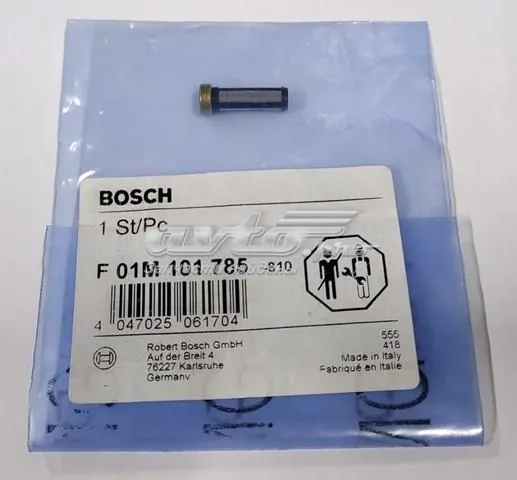 BOSCH
1 St/Pc
F 01M 101 785 -810
4 047025 061704
Robert Bosch GmbH
Auf der Breit 4
76227 Karlsruhe
Germany
555
418
Made in Italy
Fabriqué en Italie